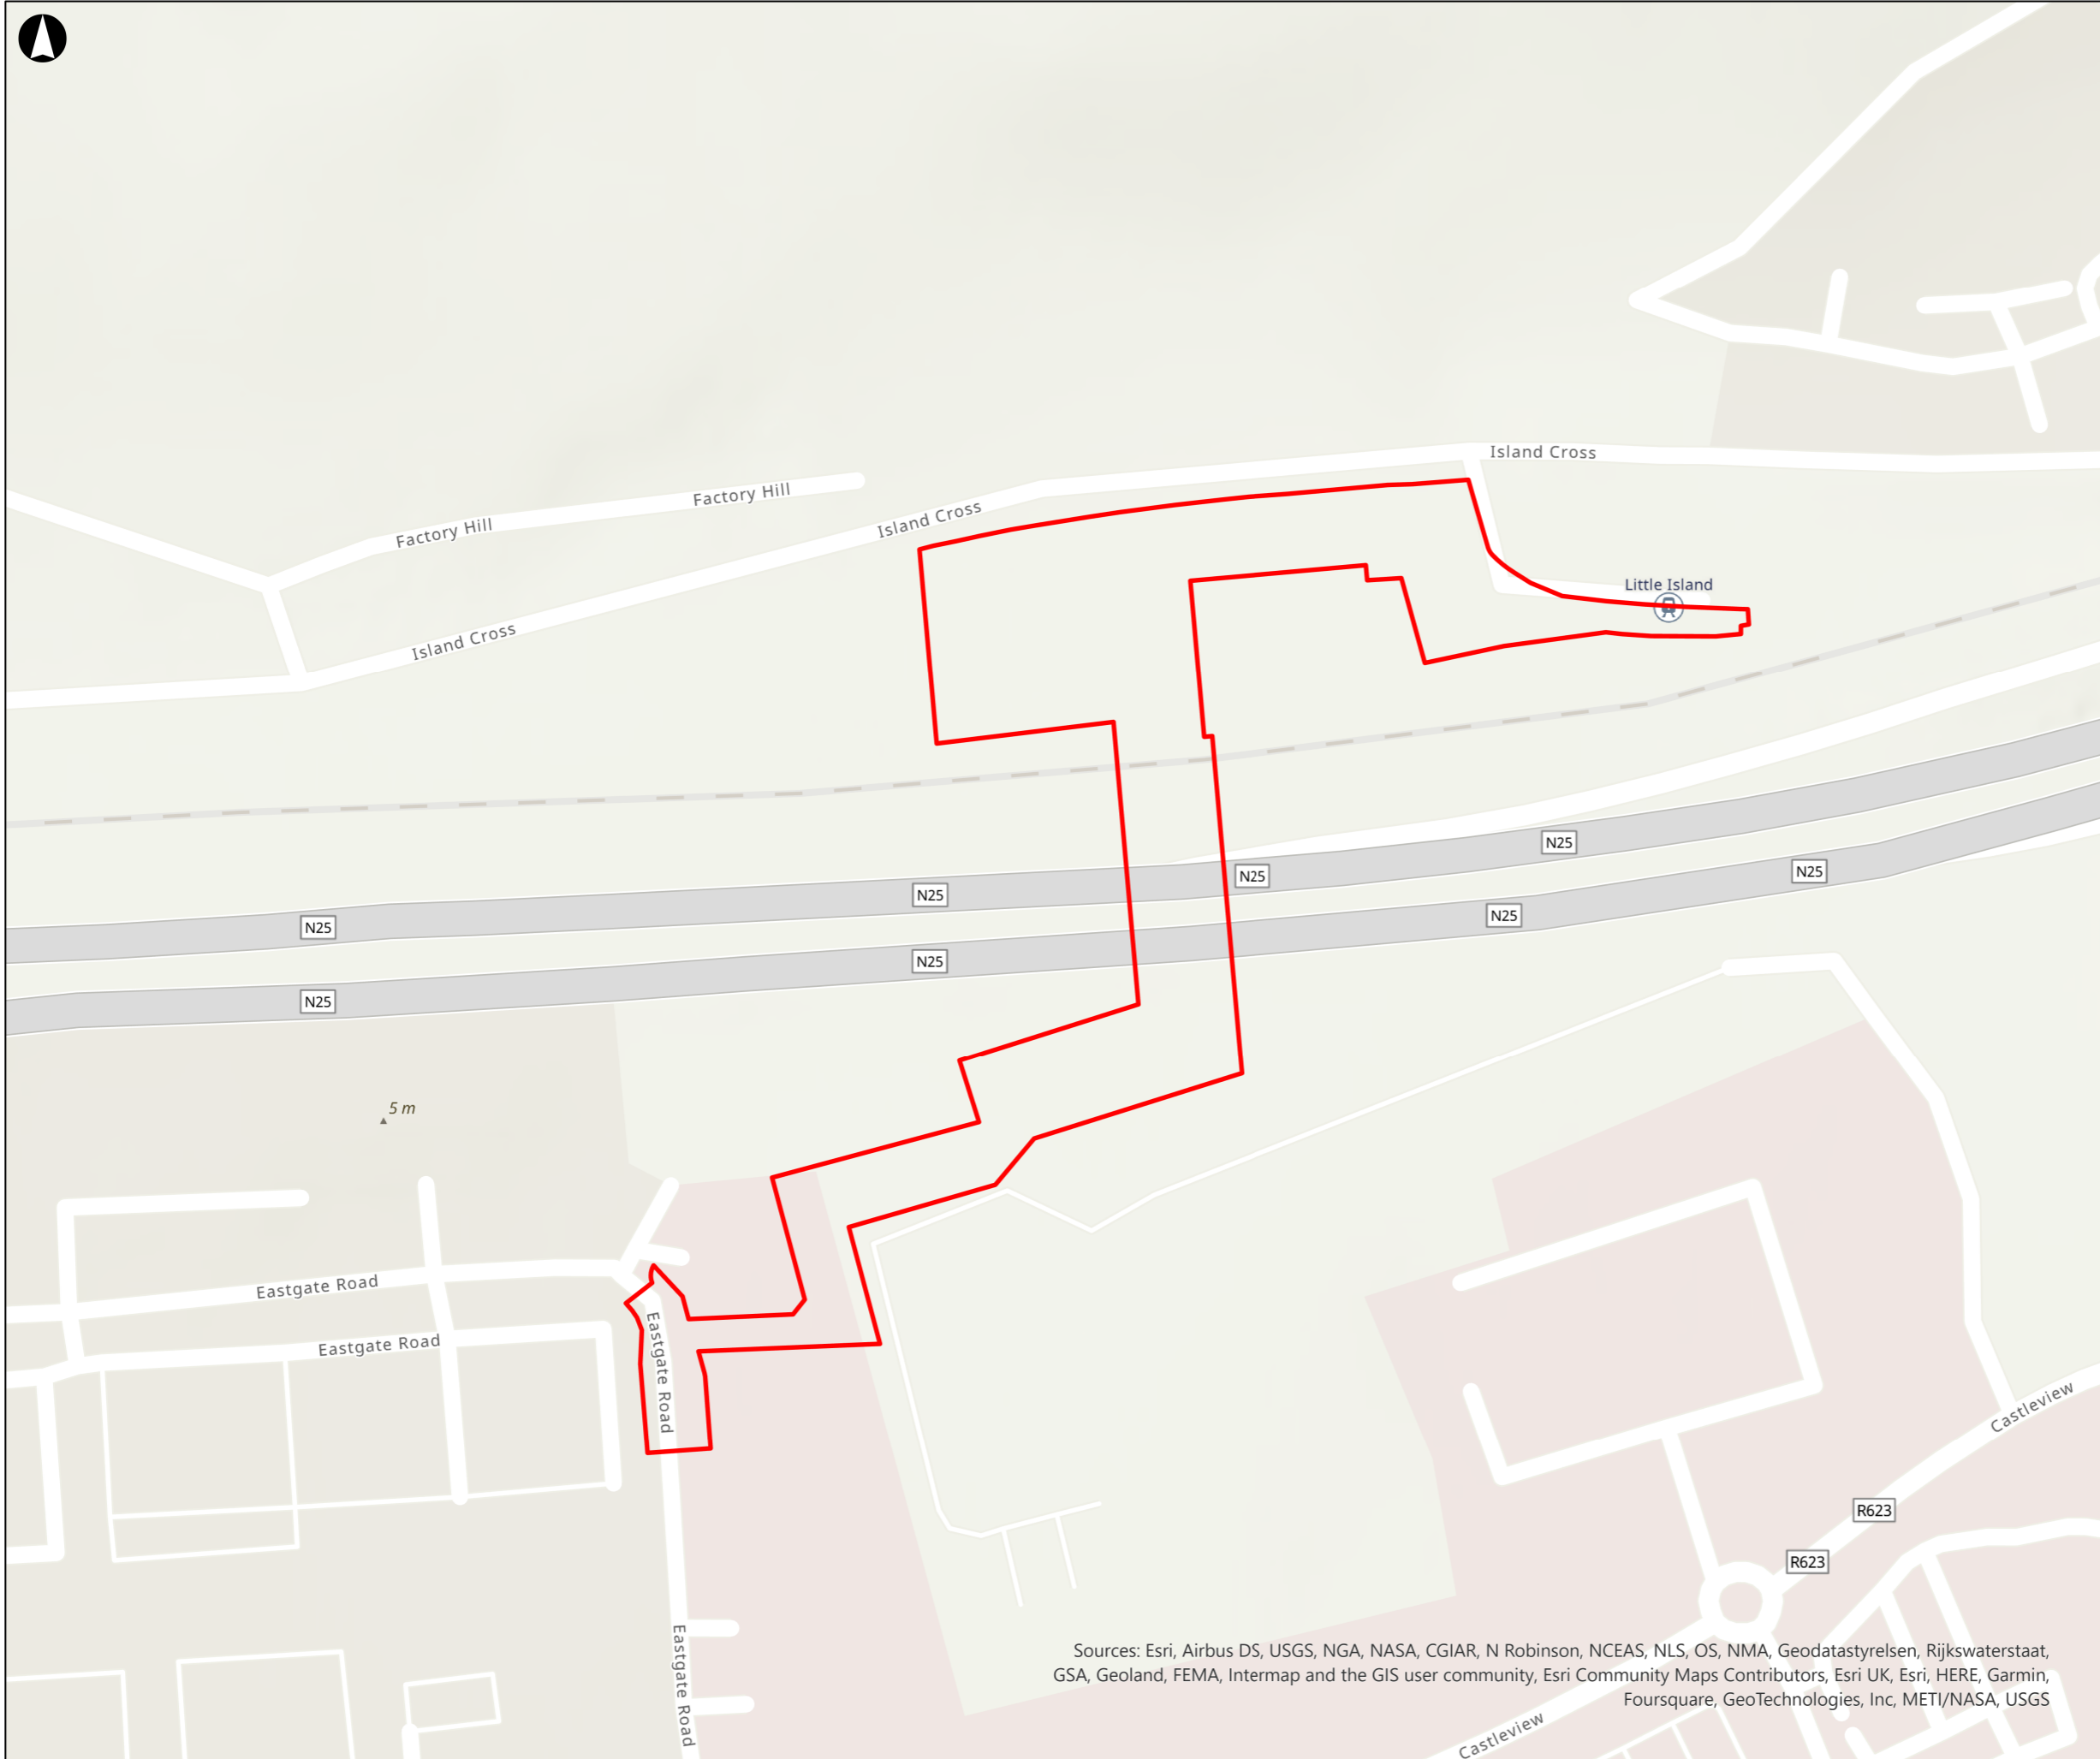 Island Cross
Factory Hill
Island Cross
Factory Hill
Little Island
Island Cross
N25
N25
N25
N25
N25
N25
N25
N25
5 m
Eastgate Road
Eastgate Road
Eastgate Road
Castleview
R623
R623
Eastgate Road
Castleview
Sources: Esri, Airbus DS, USGS, NGA, NASA, CGIAR, N Robinson, NCEAS, NLS, OS, NMA, Geodatastyrelsen, Rijkswaterstaat,
GSA, Geoland, FEMA, Intermap and the GIS user community, Esri Community Maps Contributors, Esri UK, Esri, HERE, Garmin,
Foursquare, GeoTechnologies, Inc, METI/NASA, USGS